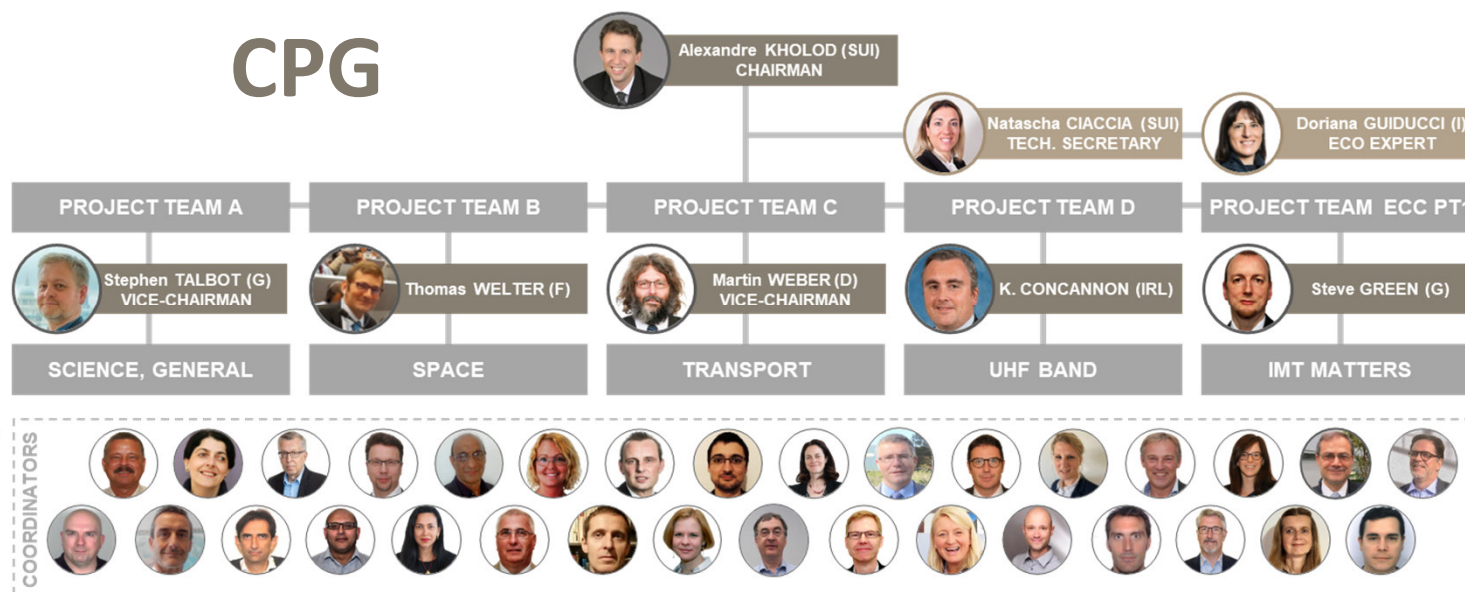 CPG
Alexandre KHOLOD (SUI)
CHAIRMAN
Natascha CIACCIA (SUI)
TECH. SECRETARY
Doriana GUIDUCCI (I)
ECO EXPERT
PROJECT TEAM A
PROJECT TEAM B
PROJECT TEAM C
PROJECT TEAM D
PROJECT TEAM ECC PT1
Stephen TALBOT (G)
VICE-CHAIRMAN
Thomas WELTER (F)
Martin WEBER (D)
VICE-CHAIRMAN
K. CONCANNON (IRL)
Steve GREEN (G)
SCIENCE, GENERAL
SPACE
TRANSPORT
UHF BAND
IMT MATTERS
COORDINATORS